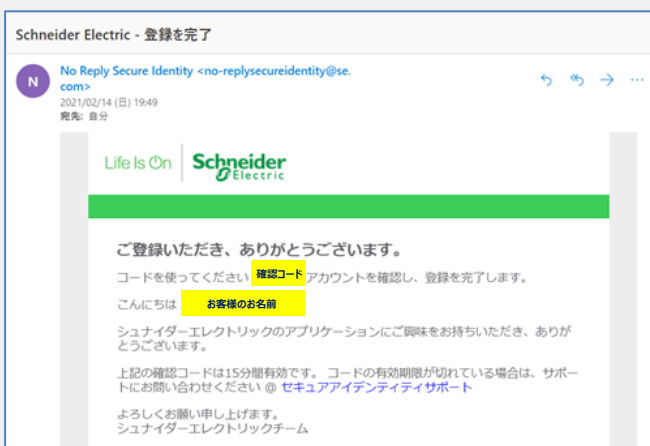 Schneider Electric - 登録を完了
N
No Reply Secure Identity <no-replysecureidentity@se.
com>
2021/02/14 (日) 19:49
宛先: 自分
Life Is On
Schneider
Electric
ご登録いただき、ありがとうございます。
コードを使ってください 確認コード アカウントを確認し、登録を完了します。
こんにちは お客様のお名前
シュナイダーエレクトリックのアプリケーションにご興味をお持ちいただき、ありが
とうございます。
上記の確認コードは15分間有効です。 コードの有効期限が切れている場合は、サポー
トにお問い合わせください @ セキュアアイデンティティサポート
よろしくお願い申し上げます。
シュナイダーエレクトリックチーム